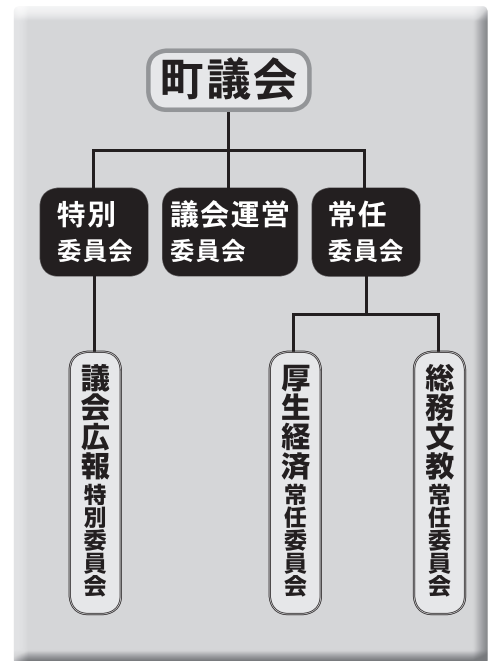 町議会
特別
委員会
議会運営
委員会
常任
委員会
議会広報特別委員会
厚生経済常任委員会
総務文教常任委員会